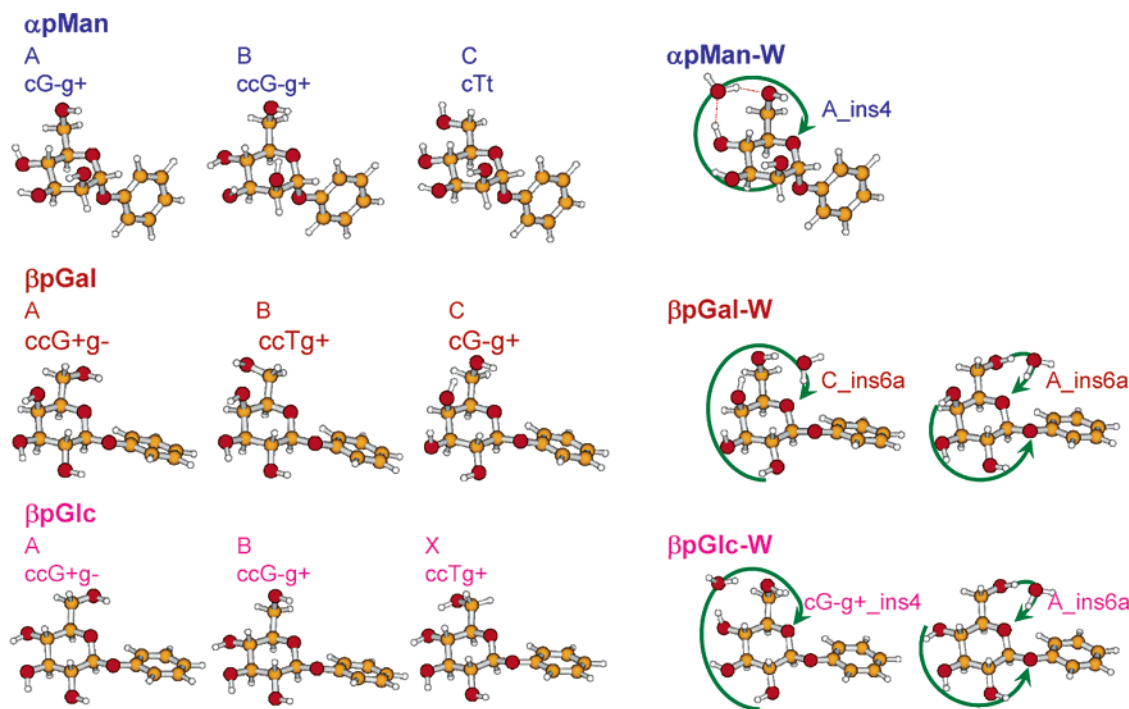 αpMan
A
cG-g+
B
ccG-g+
C
cTt
αpMan-W
A_ins4
βpGal
A
ccG+g-
B
ccTg+
C
cG-g+
βpGal-W
C_ins6a
A_ins6a
βpGlc
A
ccG+g-
B
ccG-g+
X
ccTg+
βpGlc-W
cG-g+_ins4
A_ins6a